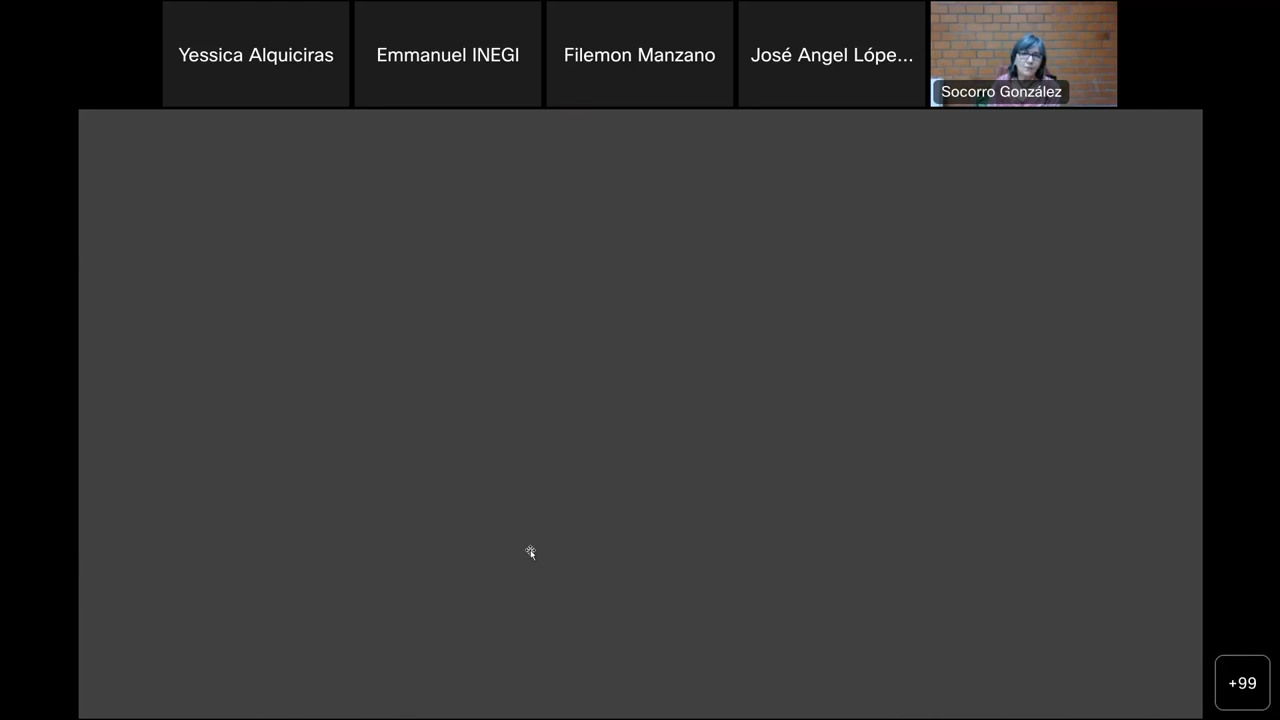 Yessica Alquiciras
Emmanuel INEGI
Filemon Manzano
José Angel Lópe...
Socorro González
+99